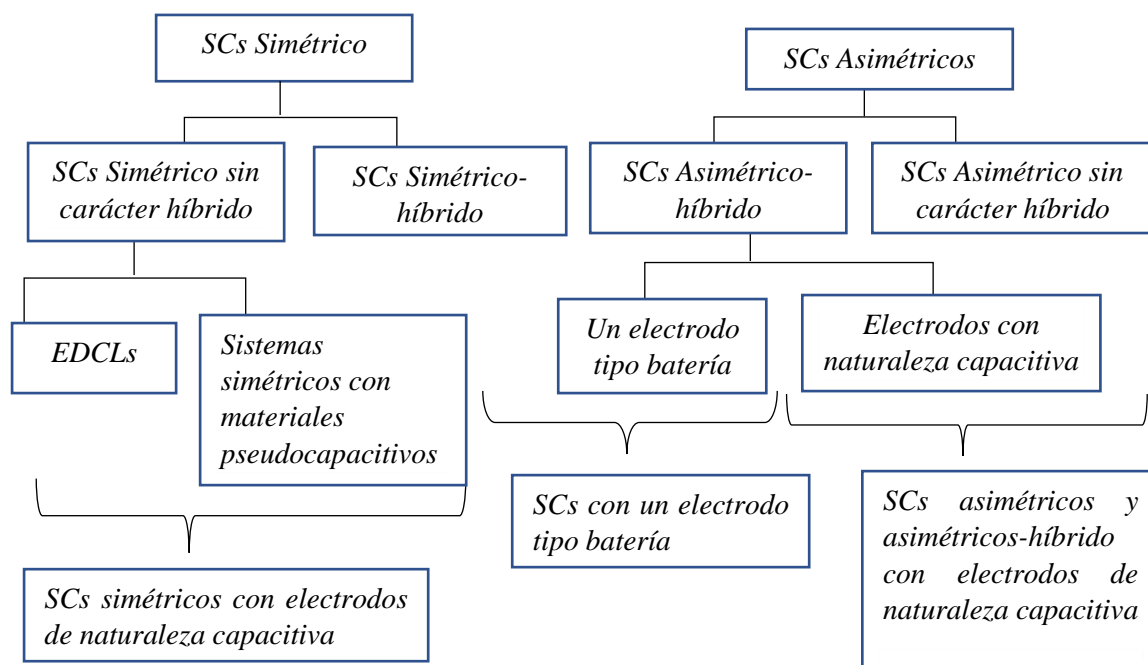 SCs Simétrico
SCs Asimétricos
SCs Simétrico sin
carácter híbrido
SCs Simétrico-
híbrido
SCs Asimétrico-
híbrido
SCs Asimétrico sin
carácter híbrido
EDCLs
Sistemas
simétricos con
materiales
pseudocapacitivos
Un electrodo
tipo batería
Electrodos con
naturaleza capacitiva
SCs simétricos con electrodos
de naturaleza capacitiva
SCs con un electrodo
tipo batería
SCs asimétricos y
asimétricos-híbrido
con electrodos de
naturaleza capacitiva